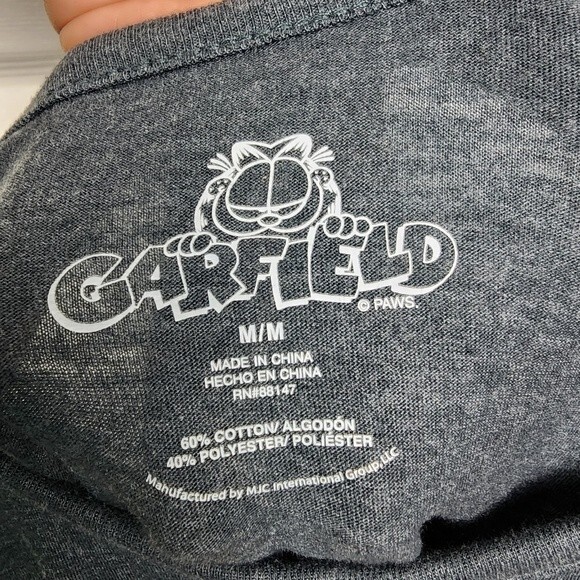 GARFIELD
© PAWS.
M/M
MADE IN CHINA
HECHO EN CHINA
RN#88147
60% COTTON/ ALGODÓN
40% POLYESTER/ POLIÉSTER
Manufactured by MJC International Group, LLC